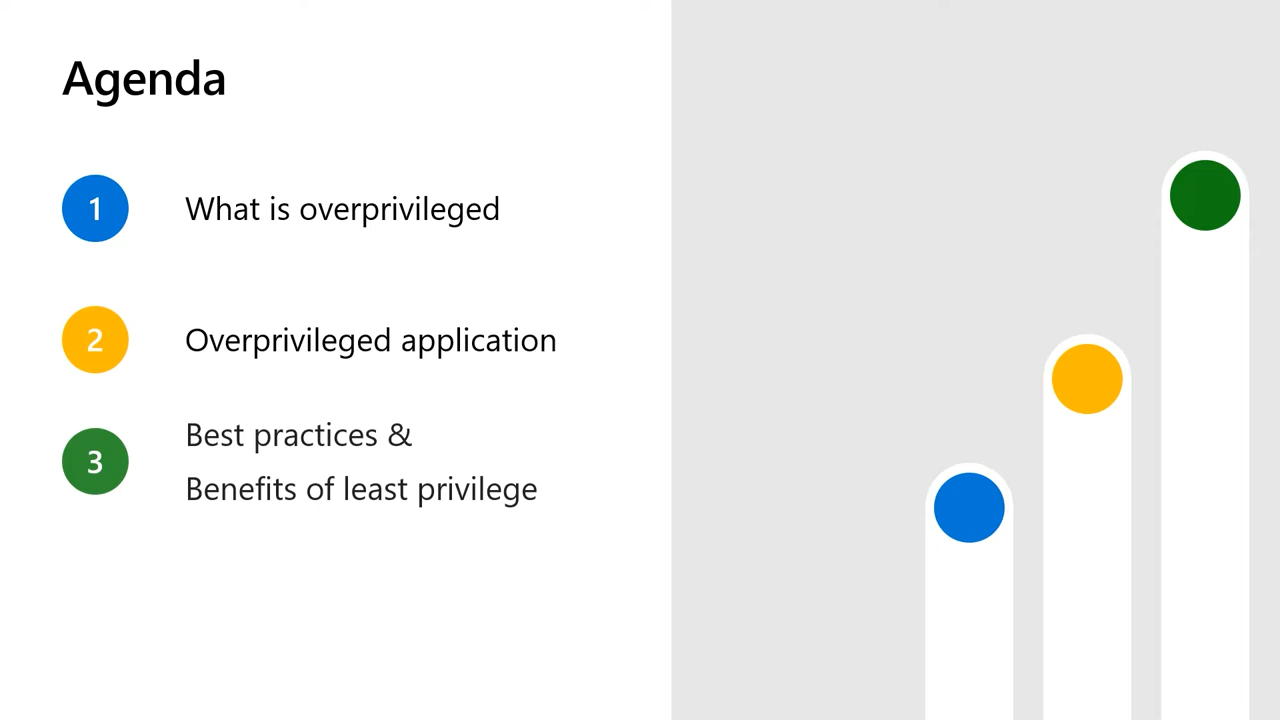 Agenda
1 What is overprivileged
2 Overprivileged application
3 Best practices &
Benefits of least privilege